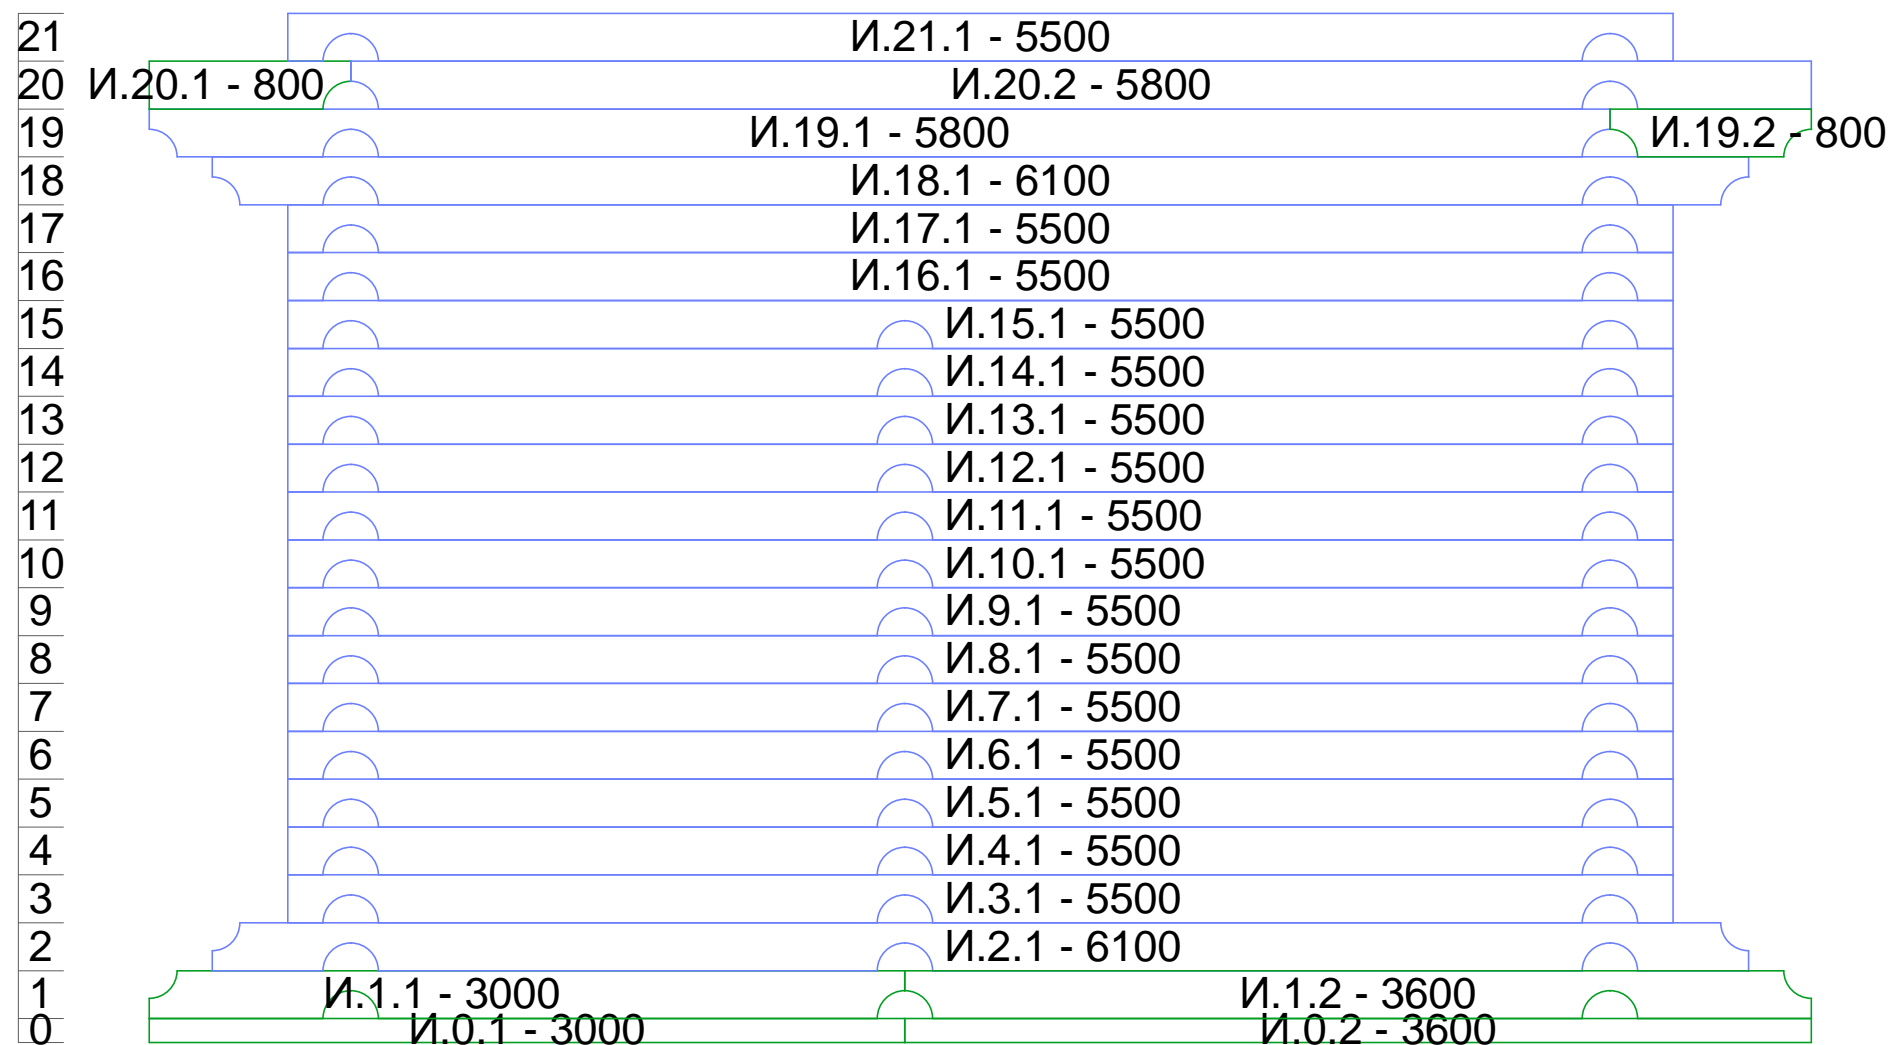 21 И.21.1 - 5500
20 И.20.1 - 800 И.20.2 - 5800
19 И.19.1 - 5800 И.19.2 - 800
18 И.18.1 - 6100
17 И.17.1 - 5500
16 И.16.1 - 5500
15 И.15.1 - 5500
14 И.14.1 - 5500
13 И.13.1 - 5500
12 И.12.1 - 5500
11 И.11.1 - 5500
10 И.10.1 - 5500
9 И.9.1 - 5500
8 И.8.1 - 5500
7 И.7.1 - 5500
6 И.6.1 - 5500
5 И.5.1 - 5500
4 И.4.1 - 5500
3 И.3.1 - 5500
2 И.2.1 - 6100
1 И.1.1 - 3000 И.1.2 - 3600
0 И.0.1 - 3000 И.0.2 - 3600